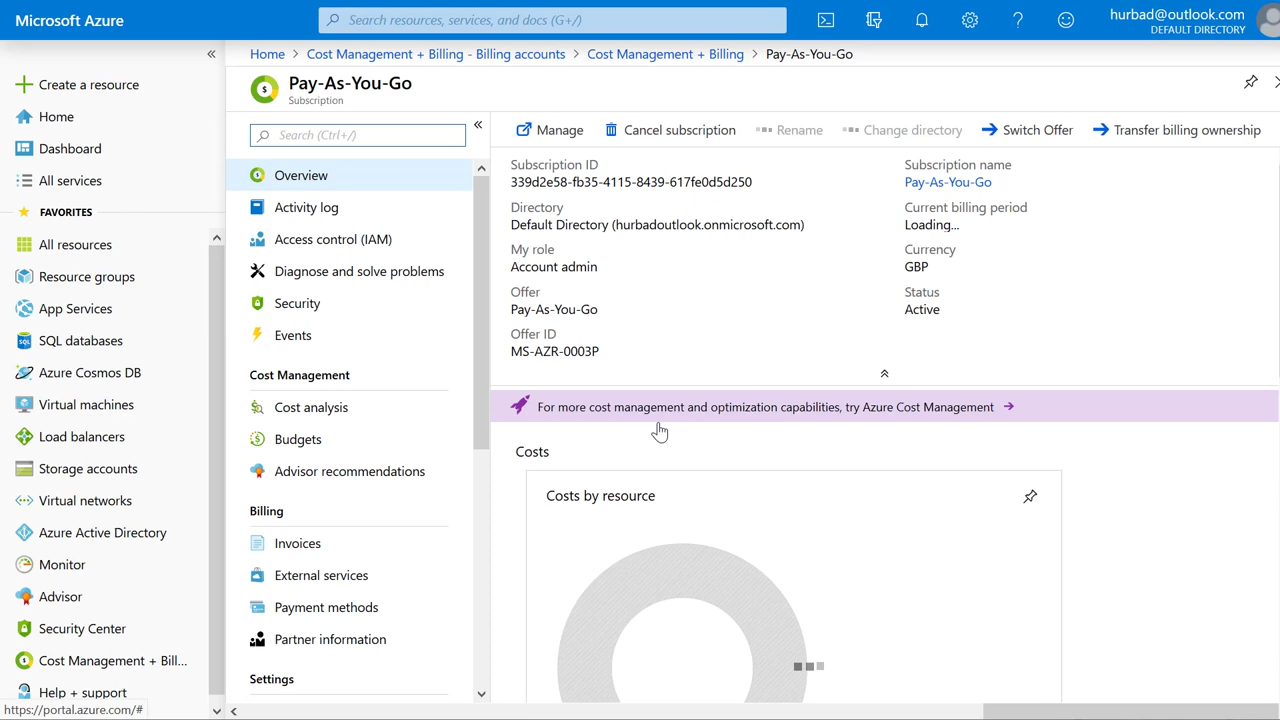 Microsoft Azure
Search resources, services, and docs (G+/)
hurbad@outlook.com
DEFAULT DIRECTORY
Create a resource
Home
Dashboard
All services
FAVORITES
All resources
Resource groups
App Services
SQL databases
Azure Cosmos DB
Virtual machines
Load balancers
Storage accounts
Virtual networks
Azure Active Directory
Monitor
Advisor
Security Center
Cost Management + Bill...
Help + support
https://portal.azure.com/#
Home > Cost Management + Billing - Billing accounts > Cost Management + Billing > Pay-As-You-Go
Pay-As-You-Go
Subscription
Search (Ctrl+/)
Overview
Activity log
Access control (IAM)
Diagnose and solve problems
Security
Events
Cost Management
Cost analysis
Budgets
Advisor recommendations
Billing
Invoices
External services
Payment methods
Partner information
Settings
Manage Cancel subscription Rename Change directory Switch Offer Transfer billing ownership
Subscription ID
339d2e58-fb35-4115-8439-617fe0d5d250
Directory
Default Directory (hurbadoutlook.onmicrosoft.com)
My role
Account admin
Offer
Pay-As-You-Go
Offer ID
MS-AZR-0003P
Subscription name
Pay-As-You-Go
Current billing period
Loading...
Currency
GBP
Status
Active
For more cost management and optimization capabilities, try Azure Cost Management
Costs
Costs by resource